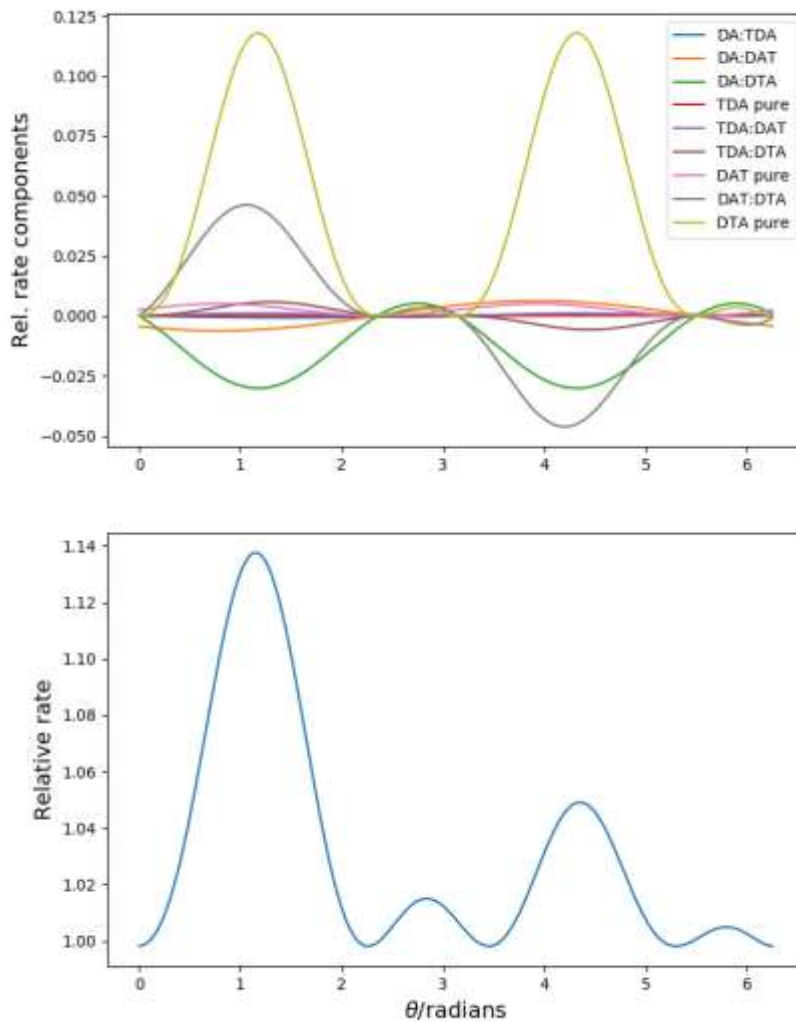 0.125
0.100
0.075
0.050
0.025
0.000
−0.025
−0.050
Rel. rate components
DA:TDA
DA:DAT
DA:DTA
TDA pure
TDA:DAT
TDA:DTA
DAT pure
DAT:DTA
DTA pure
0 1 2 3 4 5 6
1.14
1.12
1.10
1.08
1.06
1.04
1.02
1.00
Relative rate
0 1 2 3 4 5 6
θ/radians